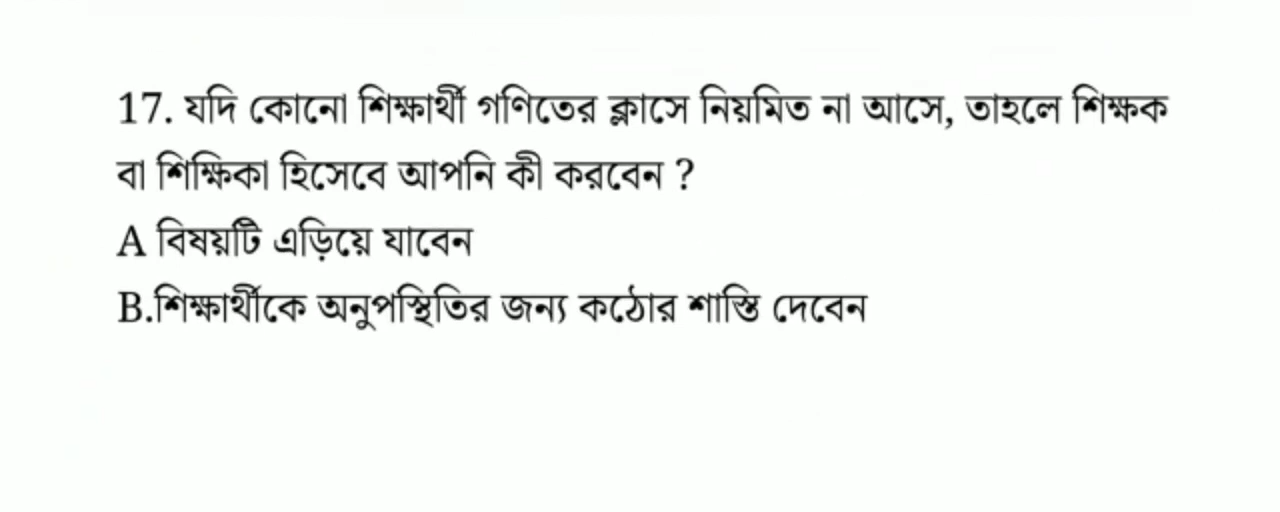 17. যদি কোনো শিক্ষার্থী গণিতের ক্লাসে নিয়মিত না আসে, তাহলে শিক্ষক
বা শিক্ষিকা হিসেবে আপনি কী করবেন ?
A বিষয়টি এড়িয়ে যাবেন
B.শিক্ষার্থীকে অনুপস্থিতির জন্য কঠোর শাস্তি দেবেন